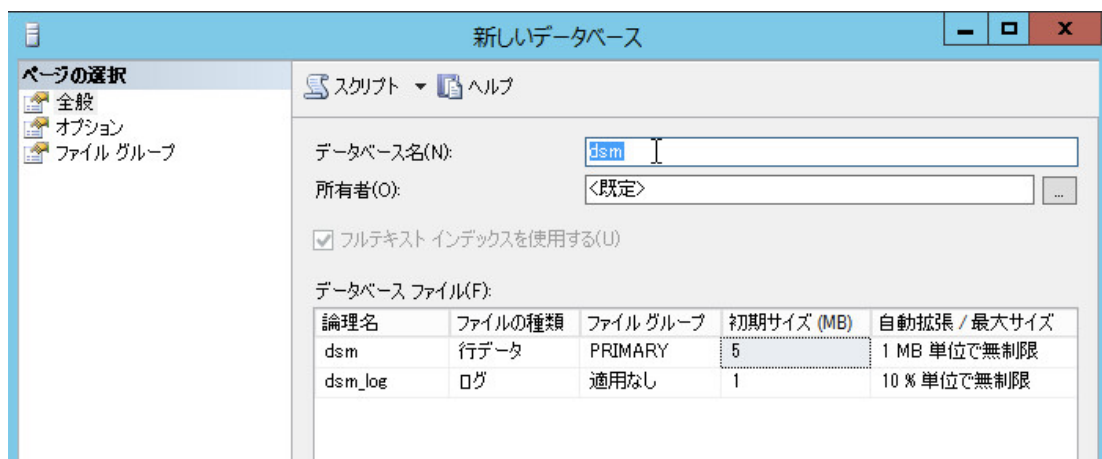 新しいデータベース
ページの選択
全般
オプション
ファイル グループ
スクリプト ヘルプ
データベース名(N): dsm
所有者(O): <既定> ...
フルテキスト インデックスを使用する(U)
データベース ファイル(F):
論理名 ファイルの種類 ファイル グループ 初期サイズ (MB) 自動拡張 / 最大サイズ
dsm 行データ PRIMARY 5 1 MB 単位で無制限
dsm_log ログ 適用なし 1 10 % 単位で無制限